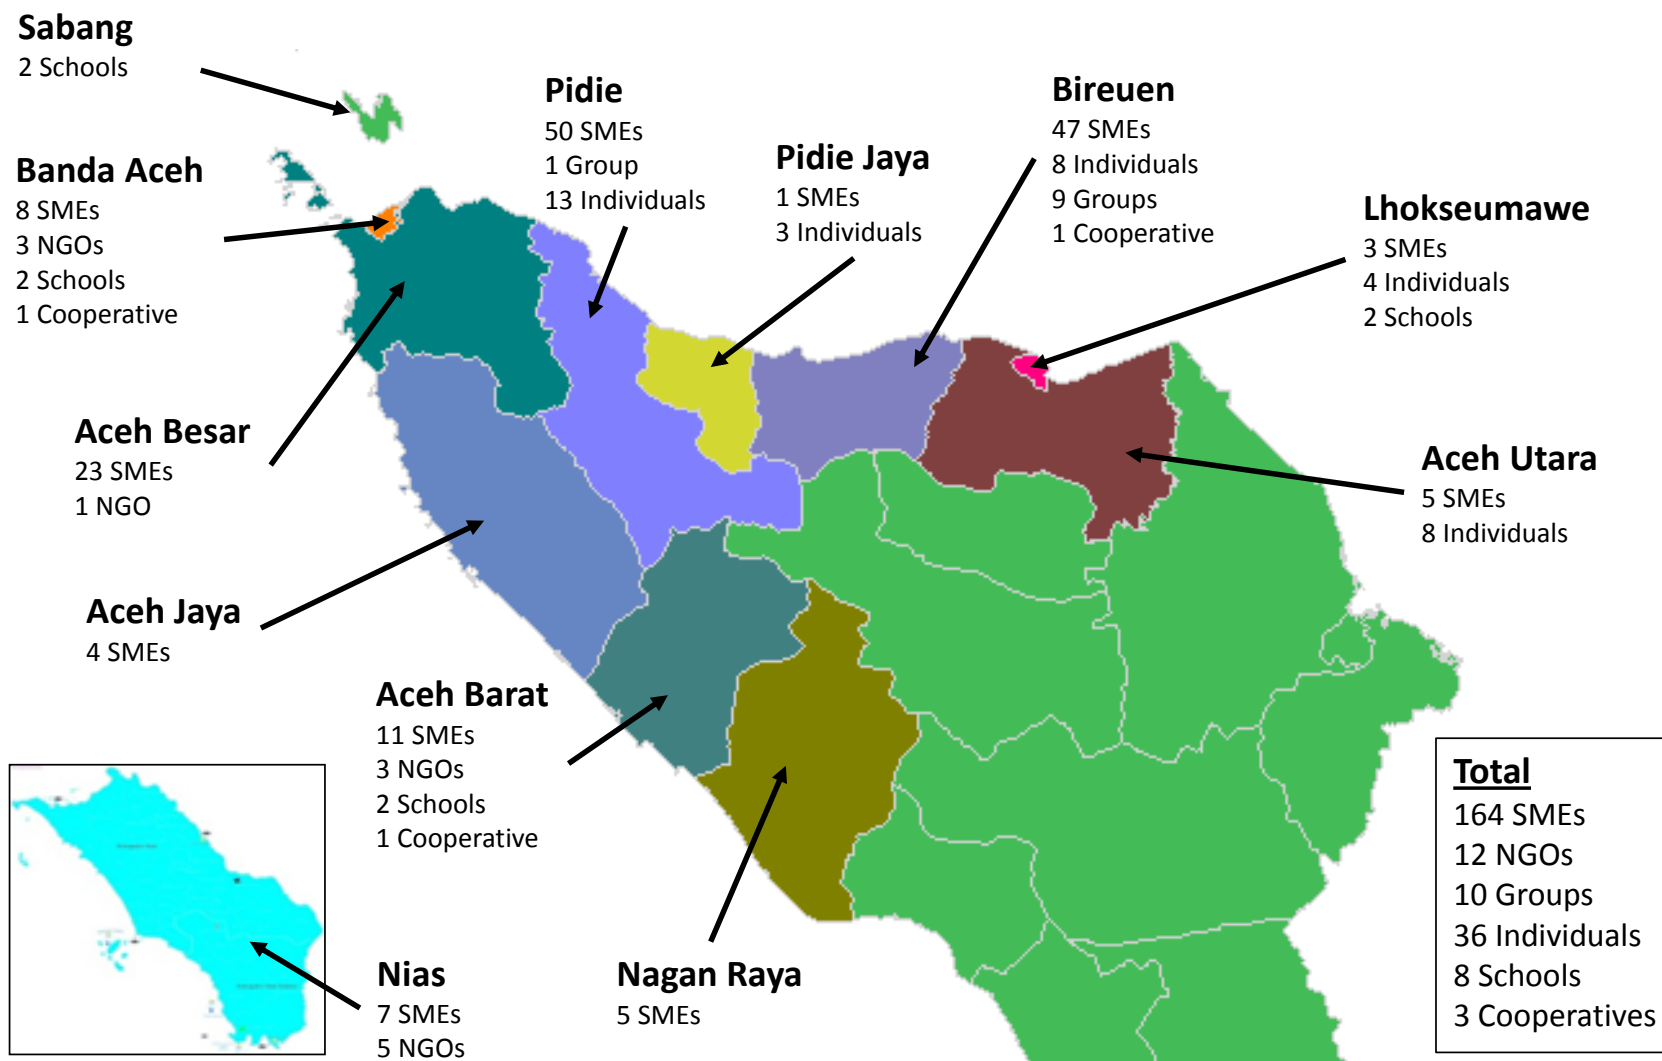 Sabang
2 Schools
Banda Aceh
8 SMEs
3 NGOs
2 Schools
1 Cooperative
Pidie
50 SMEs
1 Group
13 Individuals
Pidie Jaya
1 SMEs
3 Individuals
Bireuen
47 SMEs
8 Individuals
9 Groups
1 Cooperative
Lhokseumawe
3 SMEs
4 Individuals
2 Schools
Aceh Besar
23 SMEs
1 NGO
Aceh Utara
5 SMEs
8 Individuals
Aceh Jaya
4 SMEs
Aceh Barat
11 SMEs
3 NGOs
2 Schools
1 Cooperative
Nias
7 SMEs
5 NGOs
Nagan Raya
5 SMEs
Total
164 SMEs
12 NGOs
10 Groups
36 Individuals
8 Schools
3 Cooperatives